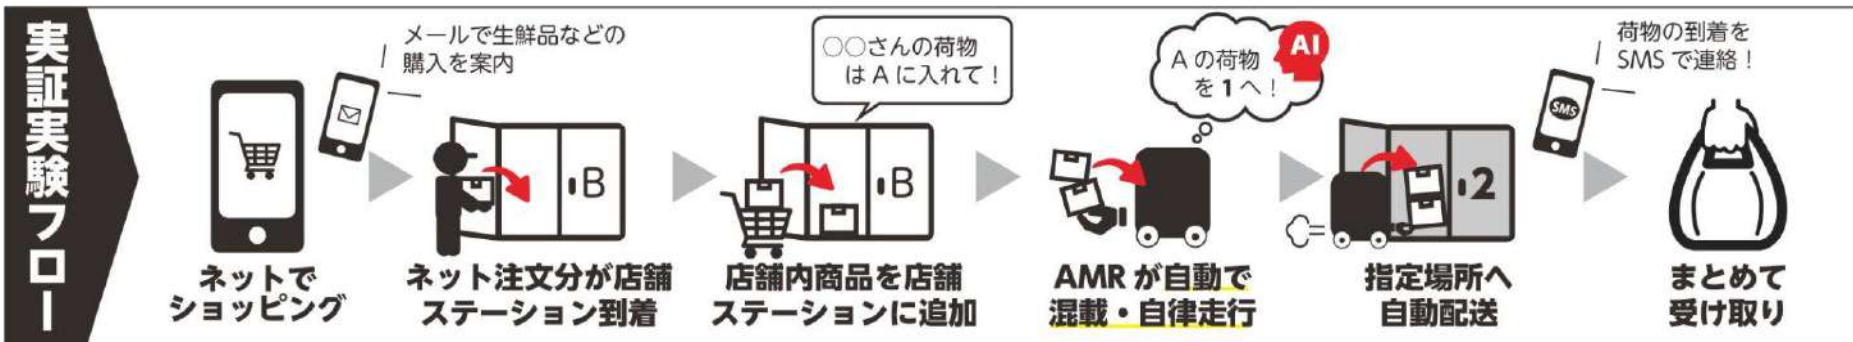 実証実験フロー
メールで生鮮品などの
購入を案内
ネットで
ショッピング
B
ネット注文分が店舗
ステーション到着
○○さんの荷物
はAに入れて！
B
店舗内商品を店舗
ステーションに追加
Aの荷物
を1へ！
AI
AMRが自動で
混載・自律走行
2
指定場所へ
自動配送
荷物の到着を
SMSで連絡！
SMS
まとめて
受け取り